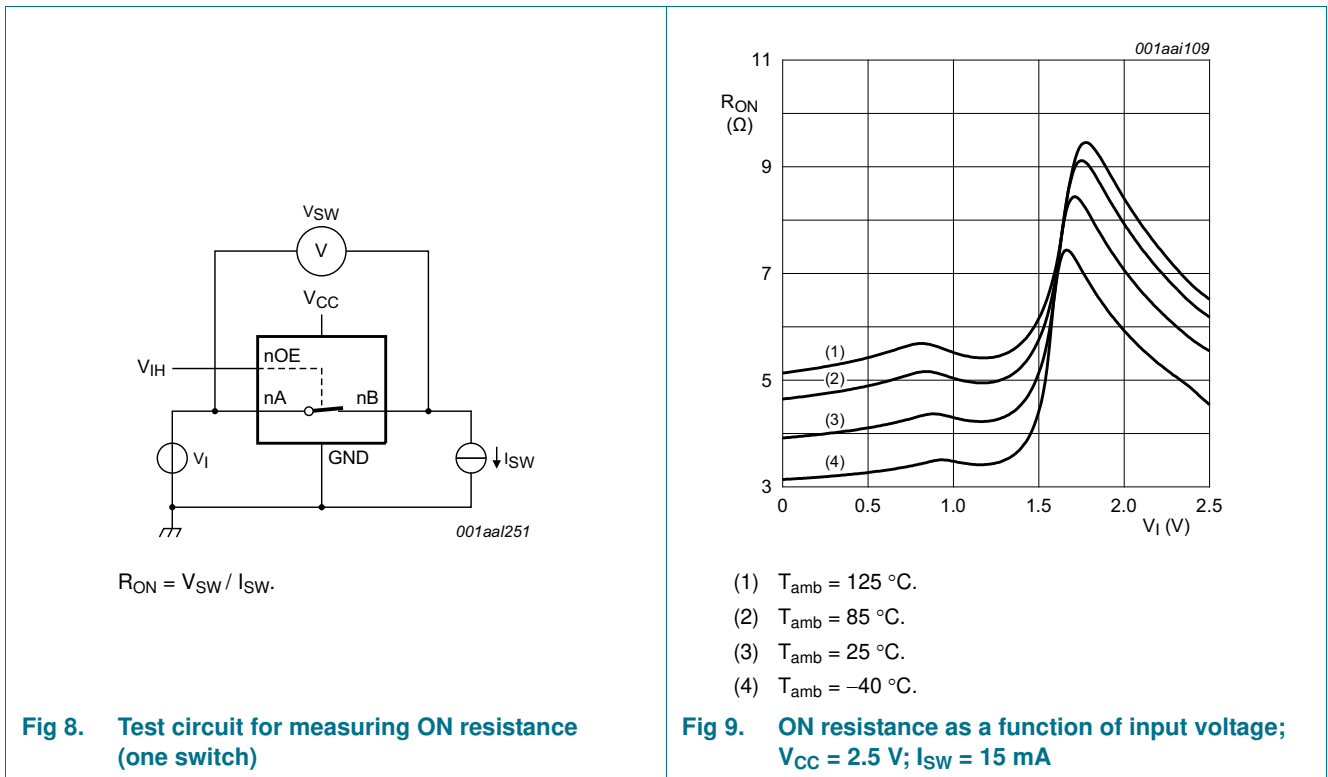 VSW
V
VCC
VIH
nOE
nA
nB
VI
GND
ISW
001aal251
RON = VSW / ISW.
Fig 8. Test circuit for measuring ON resistance
(one switch)
001aai109
11
RON
(Ω)
9
7
(1)
5
(2)
(3)
(4)
3
0
0.5
1.0
1.5
2.0
2.5
VI (V)
(1) Tamb = 125 °C.
(2) Tamb = 85 °C.
(3) Tamb = 25 °C.
(4) Tamb = −40 °C.
Fig 9. ON resistance as a function of input voltage;
VCC = 2.5 V; ISW = 15 mA